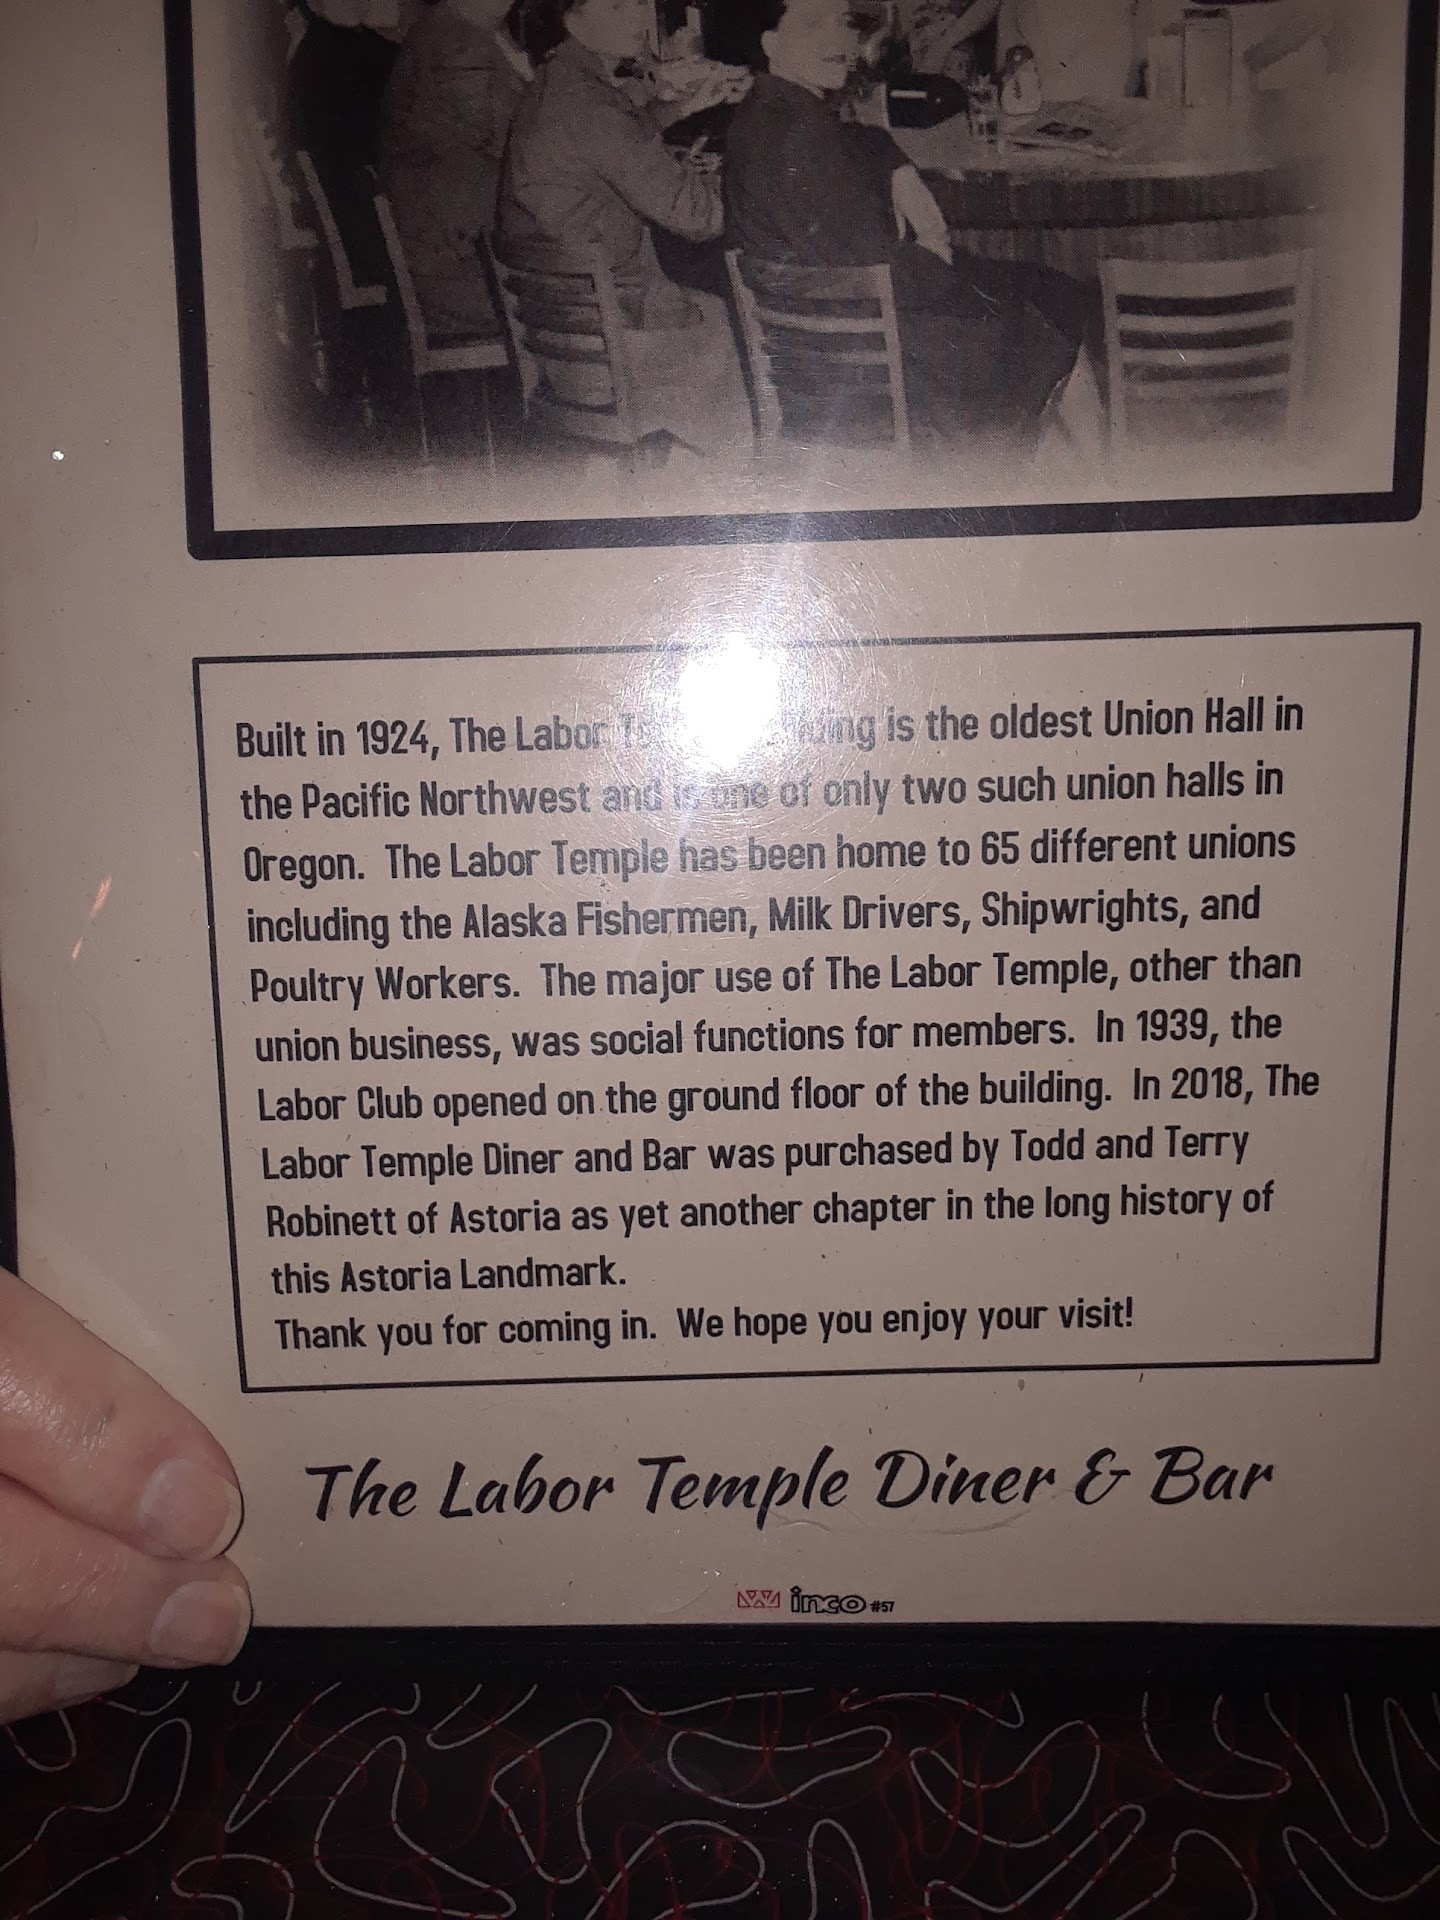 Built in 1924, The Labor is the oldest Union Hall in
the Pacific Northwest and is one of only two such union halls in
Oregon. The Labor Temple has been home to 65 different unions
including the Alaska Fishermen, Milk Drivers, Shipwrights, and
Poultry Workers. The major use of The Labor Temple, other than
union business, was social functions for members. In 1939, the
Labor Club opened on the ground floor of the building. In 2018, The
Labor Temple Diner and Bar was purchased by Todd and Terry
Robinett of Astoria as yet another chapter in the long history of
this Astoria Landmark.
Thank you for coming in. We hope you enjoy your visit!
The Labor Temple Diner & Bar
inco #57